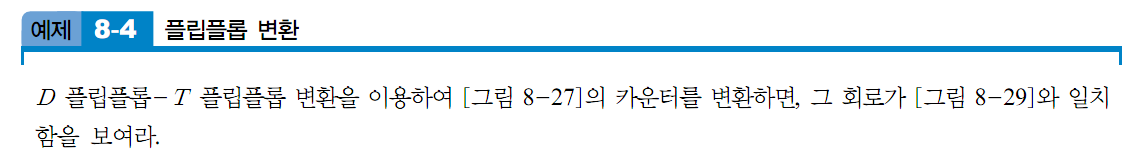 예제 8-4 플립플롭 변환
D 플립플롭-T 플립플롭 변환을 이용하여 [그림 8-27]의 카운터를 변환하면, 그 회로가 [그림 8-29]와 일치
함을 보여라.